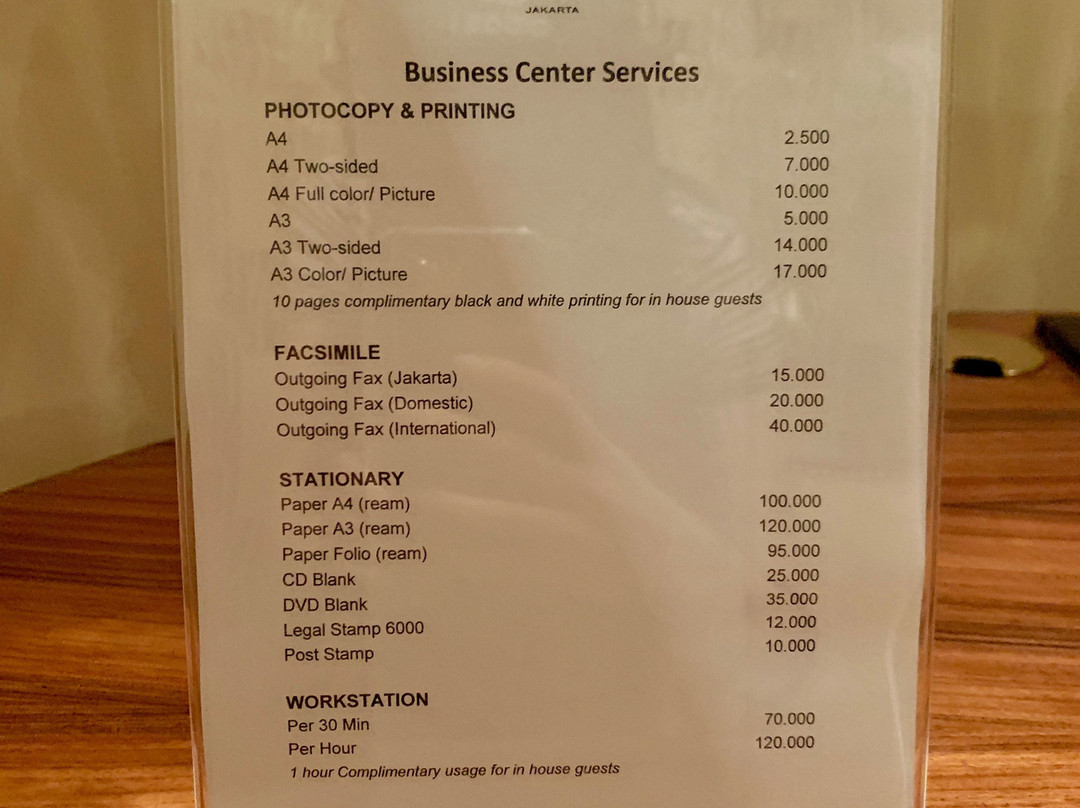 JAKARTA
Business Center Services
PHOTOCOPY & PRINTING
A4 2.500
A4 Two-sided 7.000
A4 Full color/ Picture 10.000
A3 5.000
A3 Two-sided 14.000
A3 Color/ Picture 17.000
10 pages complimentary black and white printing for in house guests
FACSIMILE
Outgoing Fax (Jakarta) 15.000
Outgoing Fax (Domestic) 20.000
Outgoing Fax (International) 40.000
STATIONARY
Paper A4 (ream) 100.000
Paper A3 (ream) 120.000
Paper Folio (ream) 95.000
CD Blank 25.000
DVD Blank 35.000
Legal Stamp 6000 12.000
Post Stamp 10.000
WORKSTATION
Per 30 Min 70.000
Per Hour 120.000
1 hour Complimentary usage for in house guests